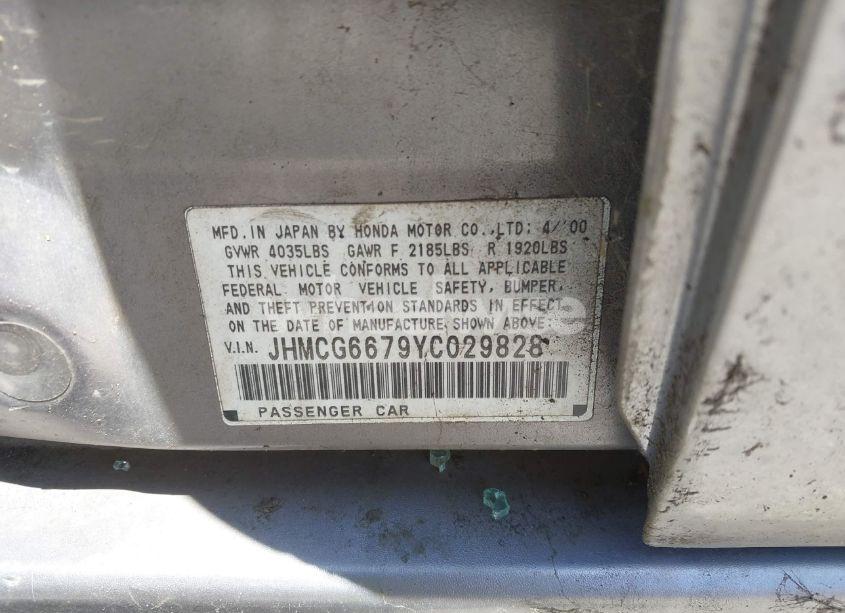 MFD. IN JAPAN BY HONDA MOTOR CO., LTD; 4/'00
GVWR 4035LBS GAWR F 2185LBS R 1920LBS
THIS VEHICLE CONFORMS TO ALL APPLICABLE
FEDERAL MOTOR VEHICLE SAFETY, BUMPER,
AND THEFT PREVENTION STANDARDS IN EFFECT
ON THE DATE OF MANUFACTURE SHOWN ABOVE.
V.I.N. JHMCG6679YC029828
PASSENGER CAR